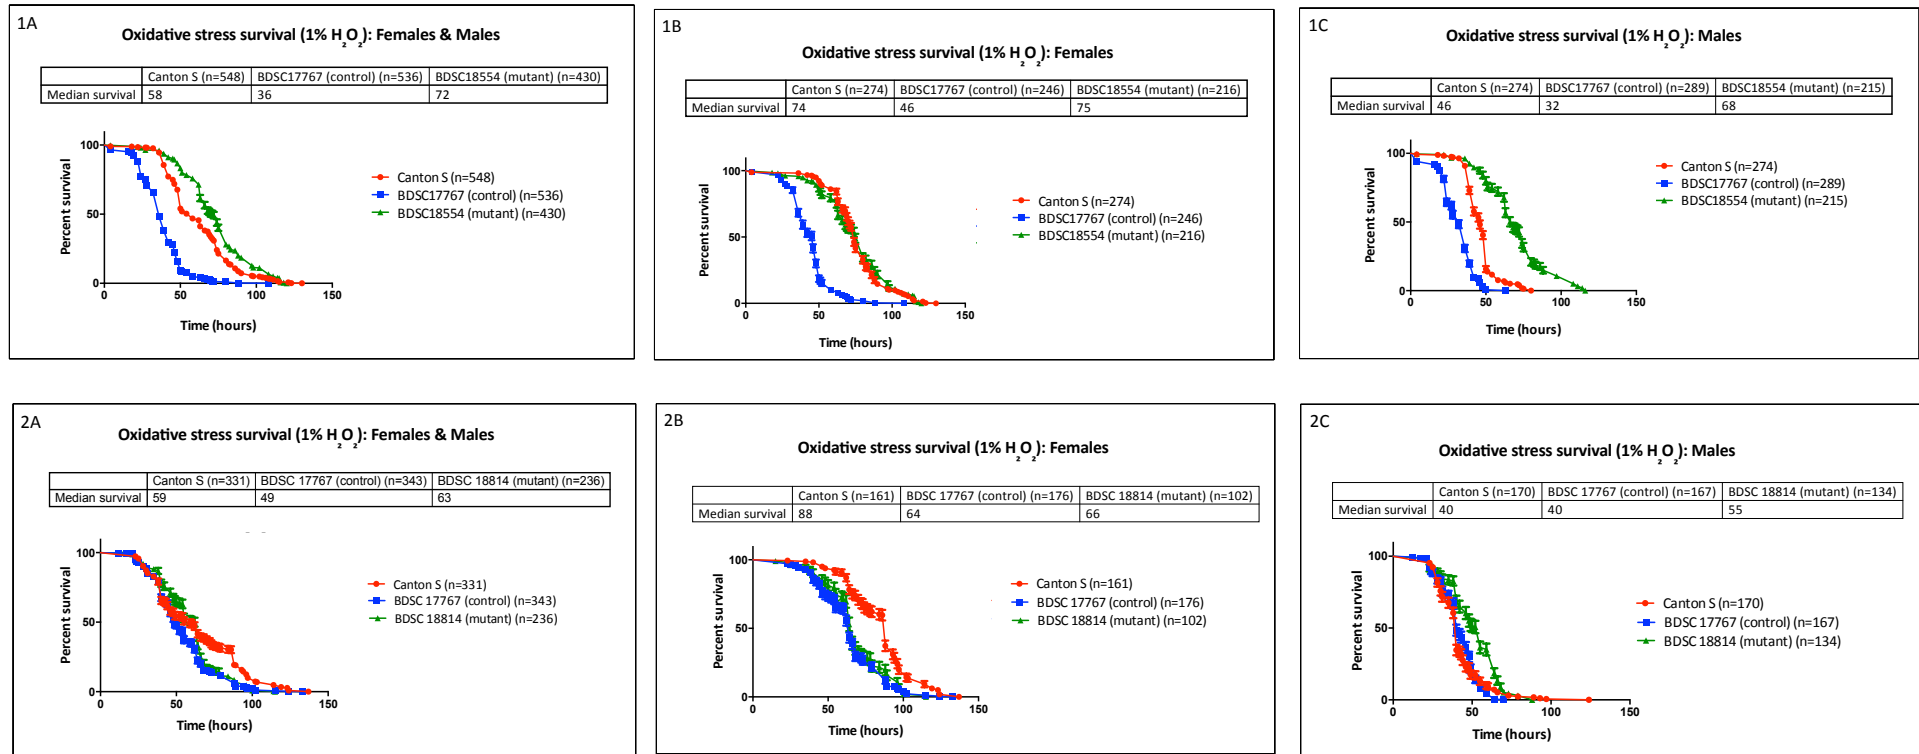 1A
Oxidative stress survival (1% H2O2): Females & Males
Canton S (n=548) BDSC17767 (control) (n=536) BDSC18554 (mutant) (n=430)
Median survival 58 36 72
Percent survival
100
50
0
0 50 100 150
Time (hours)
Canton S (n=548)
BDSC17767 (control) (n=536)
BDSC18554 (mutant) (n=430)
1B
Oxidative stress survival (1% H2O2): Females
Canton S (n=274) BDSC17767 (control) (n=246) BDSC18554 (mutant) (n=216)
Median survival 74 46 75
Percent survival
100
50
0
0 50 100 150
Time (hours)
Canton S (n=274)
BDSC17767 (control) (n=246)
BDSC18554 (mutant) (n=216)
1C
Oxidative stress survival (1% H2O2): Males
Canton S (n=274) BDSC17767 (control) (n=289) BDSC18554 (mutant) (n=215)
Median survival 46 32 68
Percent survival
100
50
0
0 50 100 150
Time (hours)
Canton S (n=274)
BDSC17767 (control) (n=289)
BDSC18554 (mutant) (n=215)
2A
Oxidative stress survival (1% H2O2): Females & Males
Canton S (n=331) BDSC 17767 (control) (n=343) BDSC 18814 (mutant) (n=236)
Median survival 59 49 63
Percent survival
100
50
0
0 50 100 150
Time (hours)
Canton S (n=331)
BDSC 17767 (control) (n=343)
BDSC 18814 (mutant) (n=236)
2B
Oxidative stress survival (1% H2O2): Females
Canton S (n=161) BDSC 17767 (control) (n=176) BDSC 18814 (mutant) (n=102)
Median survival 88 64 66
Percent survival
100
50
0
0 50 100 150
Time (hours)
Canton S (n=161)
BDSC 17767 (control) (n=176)
BDSC 18814 (mutant) (n=102)
2C
Oxidative stress survival (1% H2O2): Males
Canton S (n=170) BDSC 17767 (control) (n=167) BDSC 18814 (mutant) (n=134)
Median survival 40 40 55
Percent survival
100
50
0
0 50 100 150
Time (hours)
Canton S (n=170)
BDSC 17767 (control) (n=167)
BDSC 18814 (mutant) (n=134)